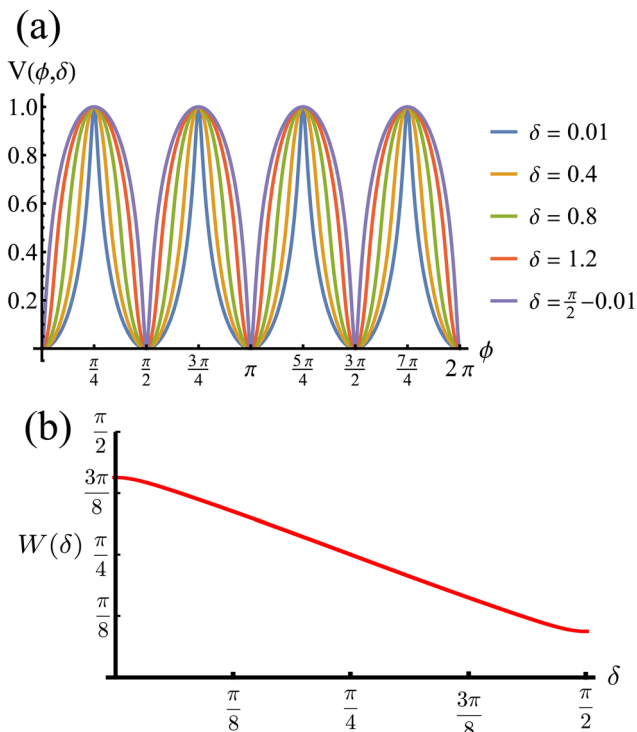 (a)
V(ϕ,δ)
1.0
0.8
0.6
0.4
0.2
π/4 π/2 3π/4 π 5π/4 3π/2 7π/4 2π ϕ
δ = 0.01
δ = 0.4
δ = 0.8
δ = 1.2
δ = π/2 − 0.01
(b)
π/2
3π/8
W(δ) π/4
π/8
π/8 π/4 3π/8 π/2 δ